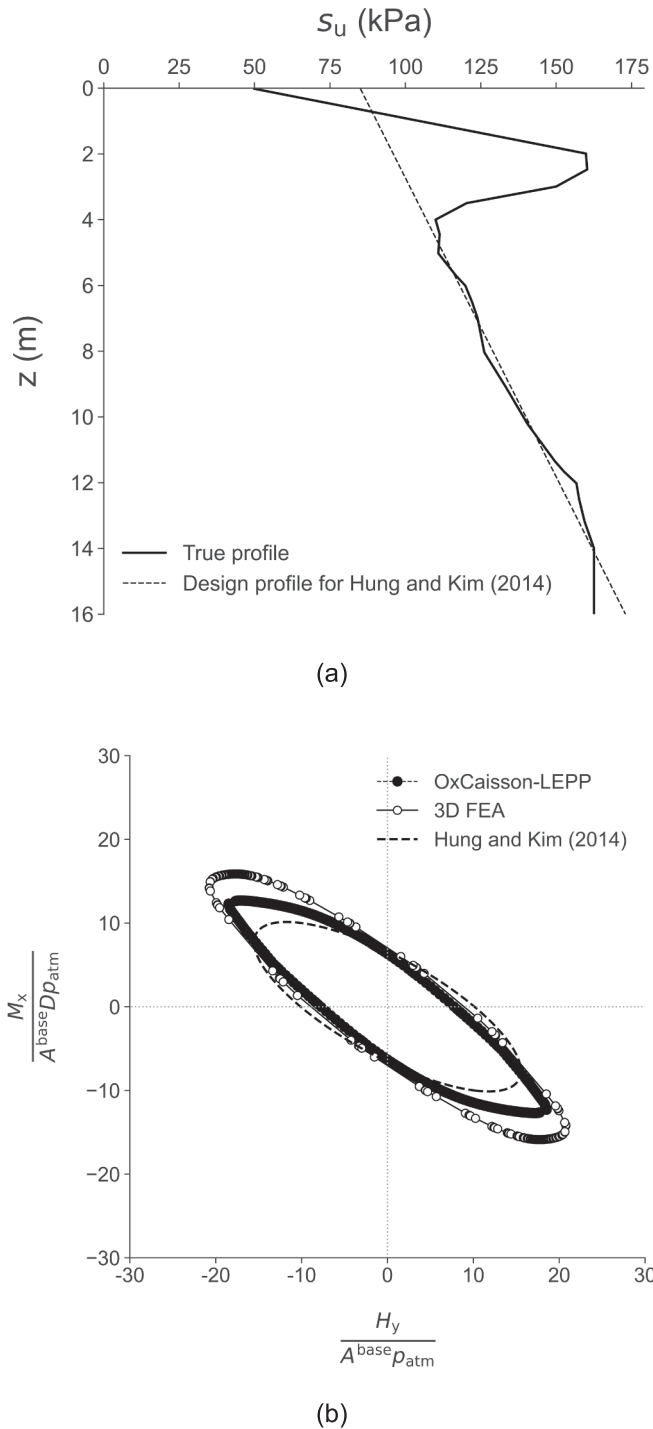 s_u (kPa)
0 25 50 75 100 125 150 175
0
2
4
6
8
10
12
14
16
z (m)
True profile
Design profile for Hung and Kim (2014)
(a)
30
20
10
0
−10
−20
−30
OxCaisson-LEPP
3D FEA
Hung and Kim (2014)
M_x
A^base Dp_atm
-30 -20 -10 0 10 20 30
H_y
A^base p_atm
(b)